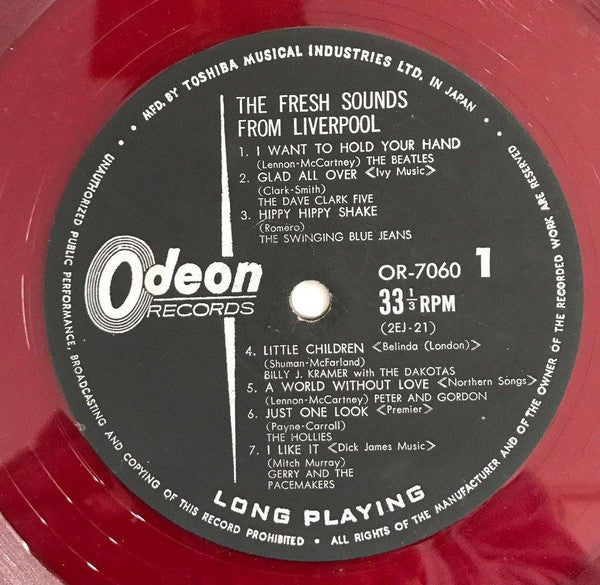 • MFD. BY TOSHIBA MUSICAL INDUSTRIES LTD. IN JAPAN •
THE FRESH SOUNDS
FROM LIVERPOOL
1. I WANT TO HOLD YOUR HAND
(Lennon-McCartney) THE BEATLES
2. GLAD ALL OVER <Ivy Music>
(Clark-Smith)
THE DAVE CLARK FIVE
3. HIPPY HIPPY SHAKE
(Romero)
THE SWINGING BLUE JEANS
Odeon
RECORDS
OR-7060 1
33 1/3 RPM
(2EJ-21)
4. LITTLE CHILDREN <Belinda (London)>
(Shuman-McFarland)
BILLY J. KRAMER with THE DAKOTAS
5. A WORLD WITHOUT LOVE <Northern Songs>
(Lennon-McCartney) PETER AND GORDON
6. JUST ONE LOOK <Premier>
(Payne-Carroll)
THE HOLLIES
7. I LIKE IT <Dick James Music>
(Mitch Murray)
GERRY AND THE
PACEMAKERS
LONG PLAYING
UNAUTHORIZED PUBLIC PERFORMANCE, BROADCASTING AND COPYING OF THIS RECORD PROHIBITED • ALL RIGHTS OF THE MANUFACTURER AND OF THE OWNER OF THE RECORDED WORK ARE RESERVED